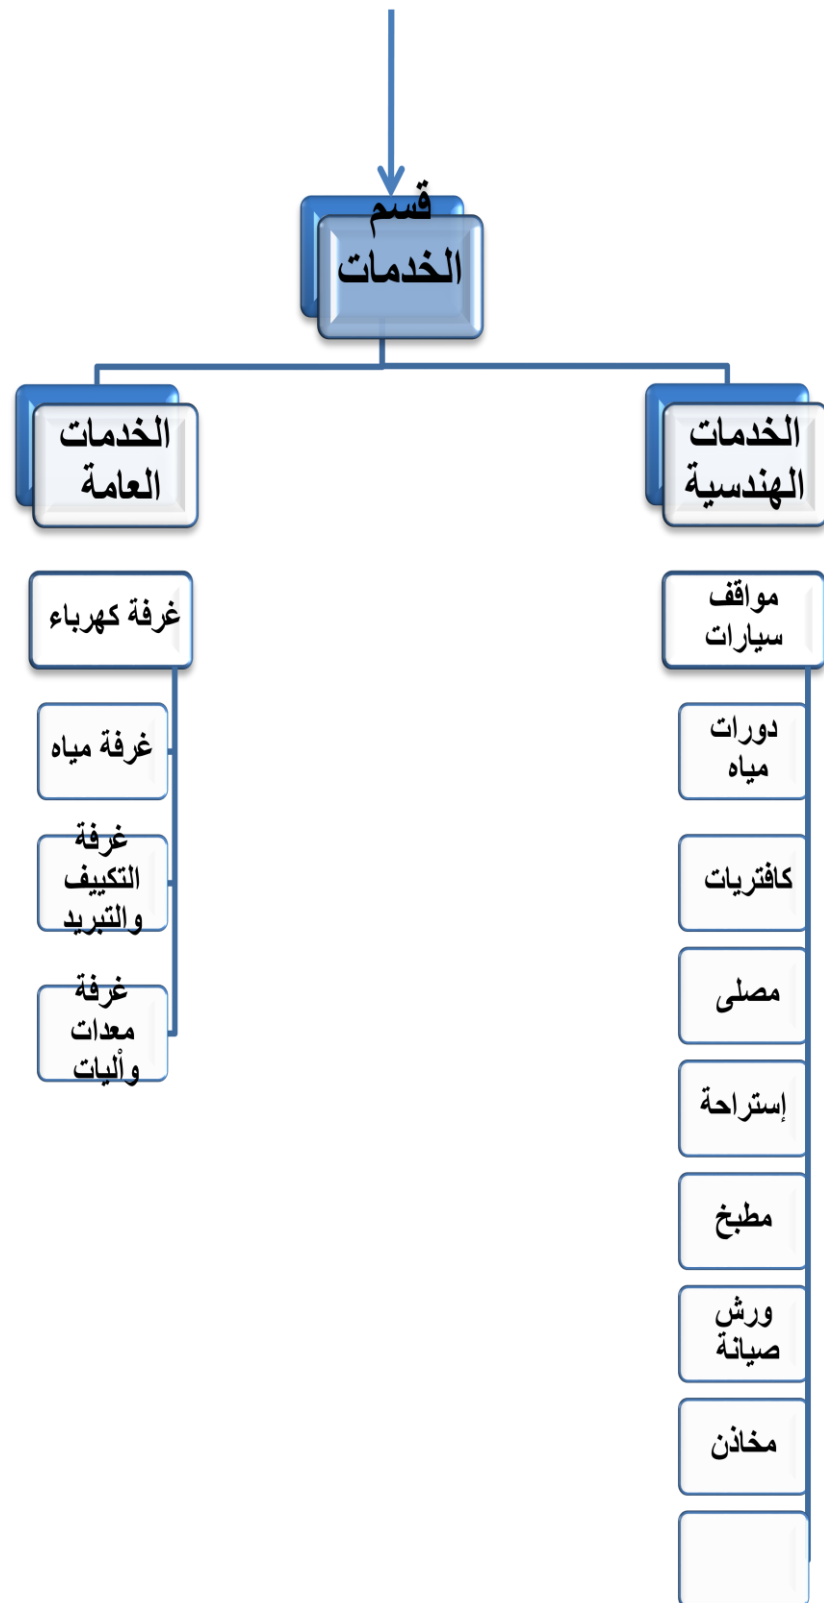 قسم
الخدمات
الخدمات
الهندسية
مواقف
سيارات
دورات
مياه
كافتريات
مصلى
إستراحة
مطبخ
ورش
صيانة
مخاذن
الخدمات
العامة
غرفة كهرباء
غرفة مياه
غرفة
التكييف
والتبريد
غرفة
معدات
وأليات